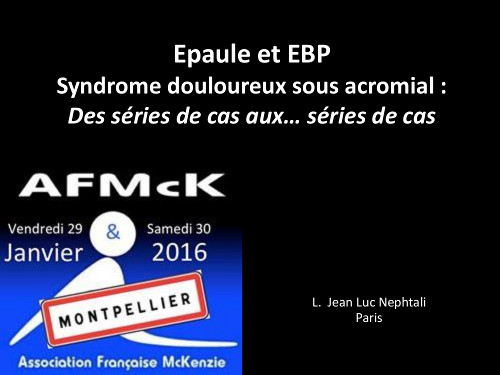 Epaule et EBP
Syndrome douloureux sous acromial :
Des séries de cas aux... séries de cas
AFMcK
Vendredi 29 & Samedi 30
Janvier 2016
MONTPELLIER
Association Française McKenzie
L. Jean Luc Nephtali
Paris